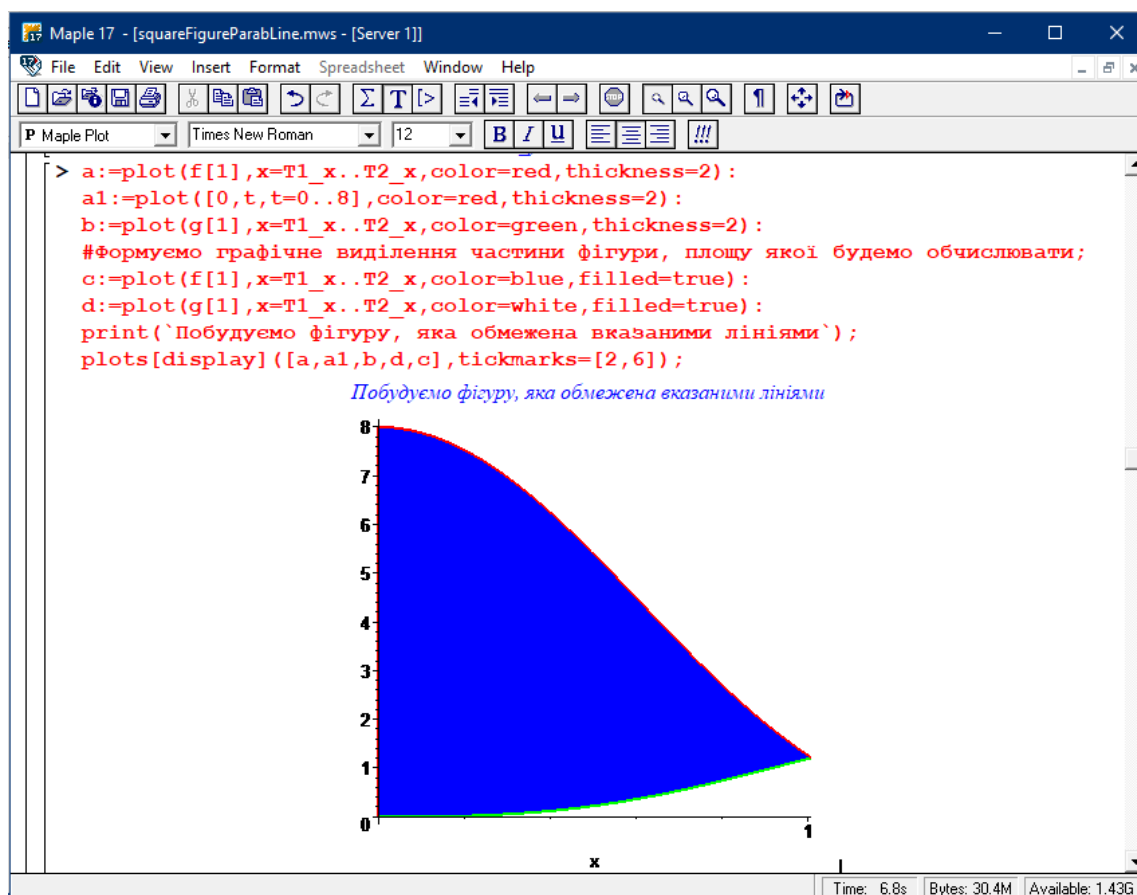 Maple 17 - [squareFigureParabLine.mws - [Server 1]]
File Edit View Insert Format Spreadsheet Window Help
P Maple Plot Times New Roman 12 B I U !!!
> a:=plot(f[1],x=T1_x..T2_x,color=red,thickness=2):
a1:=plot([0,t,t=0..8],color=red,thickness=2):
b:=plot(g[1],x=T1_x..T2_x,color=green,thickness=2):
#Формуємо графічне виділення частини фігури, площу якої будемо обчислювати;
c:=plot(f[1],x=T1_x..T2_x,color=blue,filled=true):
d:=plot(g[1],x=T1_x..T2_x,color=white,filled=true):
print(`Побудуємо фігуру, яка обмежена вказаними лініями`);
plots[display]([a,a1,b,d,c],tickmarks=[2,6]);
Побудуємо фігуру, яка обмежена вказаними лініями
8
7
6
5
4
3
2
1
0
1
x
Time: 6.8s Bytes: 30.4M Available: 1.43G